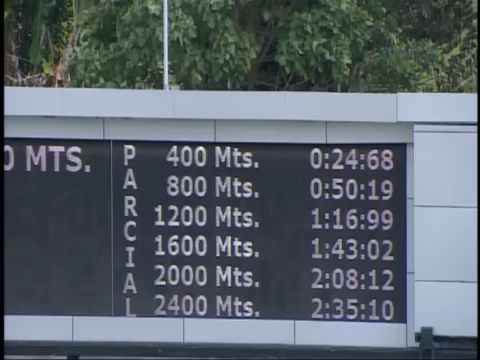 0 MTS.
PARCIAL
400 Mts. 0:24:68
800 Mts. 0:50:19
1200 Mts. 1:16:99
1600 Mts. 1:43:02
2000 Mts. 2:08:12
2400 Mts. 2:35:10